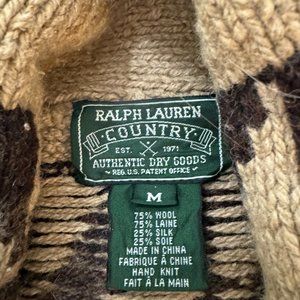 RALPH LAUREN
COUNTRY
EST. 1971
AUTHENTIC DRY GOODS
~ REG. U.S. PATENT OFFICE ~
M
75% WOOL
75% LAINE
25% SILK
25% SOIE
MADE IN CHINA
FABRIQUÉ À CHINE
HAND KNIT
FAIT À LA MAIN